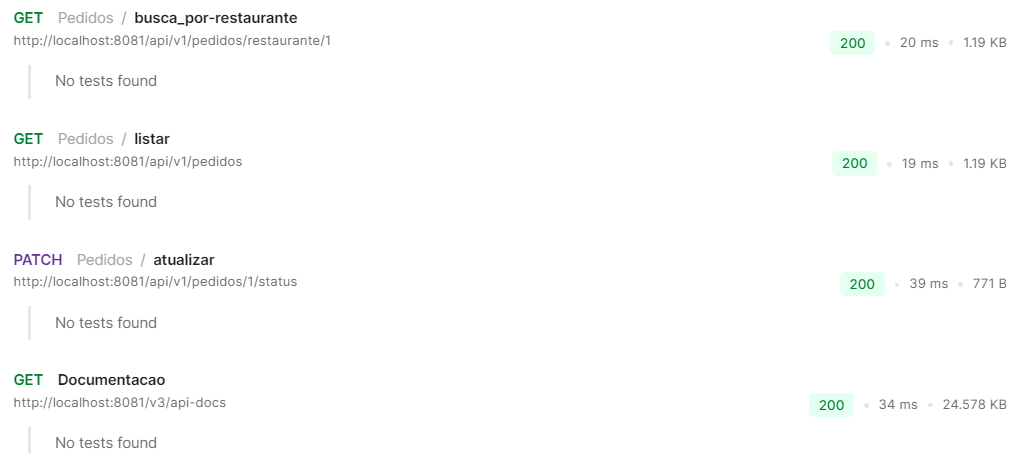 GET Pedidos / busca_por-restaurante
http://localhost:8081/api/v1/pedidos/restaurante/1
200 • 20 ms • 1.19 KB
No tests found
GET Pedidos / listar
http://localhost:8081/api/v1/pedidos
200 • 19 ms • 1.19 KB
No tests found
PATCH Pedidos / atualizar
http://localhost:8081/api/v1/pedidos/1/status
200 • 39 ms • 771 B
No tests found
GET Documentacao
http://localhost:8081/v3/api-docs
200 • 34 ms • 24.578 KB
No tests found